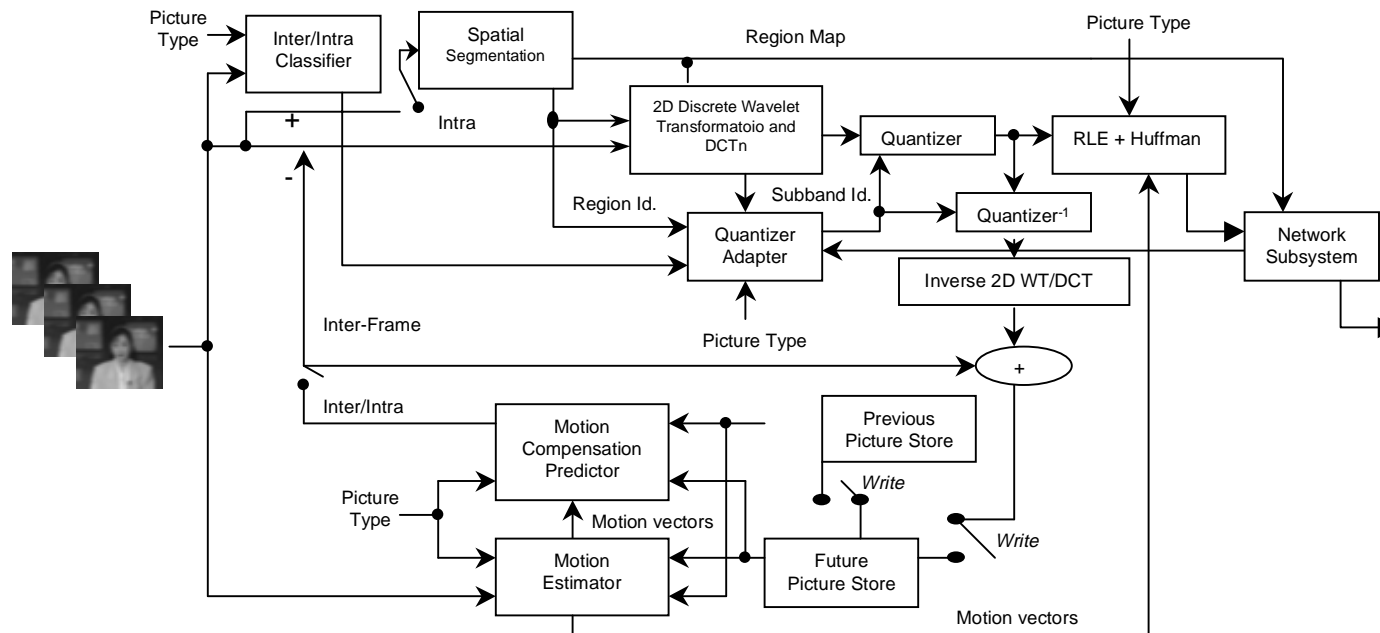 Picture
Type
Inter/Intra
Classifier
Spatial
Segmentation
Region Map
Picture Type
+
-
Intra
2D Discrete Wavelet
Transformatoio and
DCTn
Quantizer
RLE + Huffman
Region Id.
Subband Id.
Quantizer⁻¹
Quantizer
Adapter
Network
Subsystem
Inverse 2D WT/DCT
Inter-Frame
Picture Type
+
Inter/Intra
Motion
Compensation
Predictor
Previous
Picture Store
Write
Picture
Type
Motion vectors
Write
Motion
Estimator
Future
Picture Store
Motion vectors